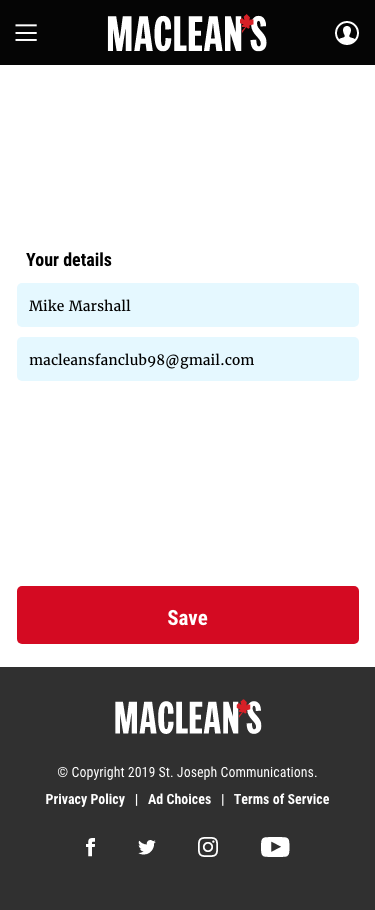 MACLEAN'S
Your details
Mike Marshall
macleansfanclub98@gmail.com
Save
MACLEAN'S
© Copyright 2019 St. Joseph Communications.
Privacy Policy | Ad Choices | Terms of Service